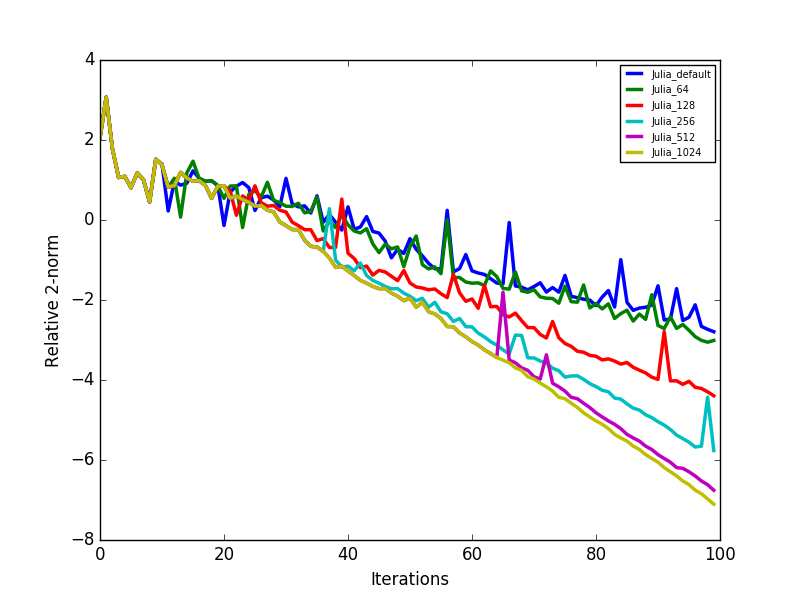 4
2
0
−2
−4
−6
−8
0
20
40
60
80
100
Relative 2-norm
Iterations
Julia_default
Julia_64
Julia_128
Julia_256
Julia_512
Julia_1024